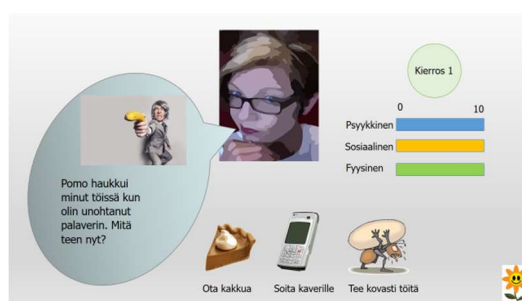 Kierros 1
0 10
Psyykkinen
Sosiaalinen
Fyysinen
Pomo haukkui
minut töissä kun
olin unohtanut
palaverin. Mitä
teen nyt?
Ota kakkua
Soita kaverille
Tee kovasti töitä